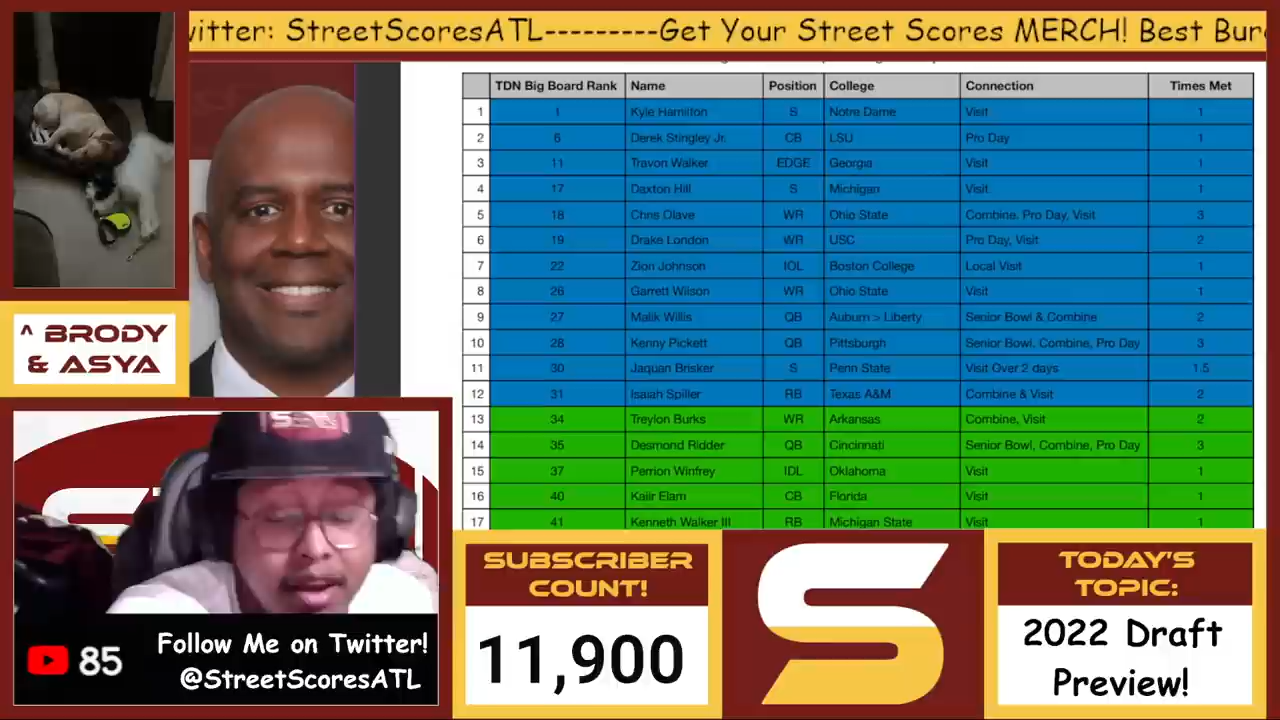 witter: StreetScoresATL---------Get Your Street Scores MERCH! Best Bur
TDN Big Board Rank Name Position College Connection Times Met
1 1 Kyle Hamilton S Notre Dame Visit 1
2 6 Derek Stingley Jr. CB LSU Pro Day 1
3 11 Travon Walker EDGE Georgia Visit 1
4 17 Daxton Hill S Michigan Visit 1
5 18 Chris Olave WR Ohio State Combine, Pro Day, Visit 3
6 19 Drake London WR USC Pro Day, Visit 2
7 22 Zion Johnson IOL Boston College Local Visit 1
8 26 Garrett Wilson WR Ohio State Visit 1
9 27 Malik Willis QB Auburn > Liberty Senior Bowl & Combine 2
10 28 Kenny Pickett QB Pittsburgh Senior Bowl, Combine, Pro Day 3
11 30 Jaquan Brisker S Penn State Visit Over 2 days 1.5
12 31 Isaiah Spiller RB Texas A&M Combine & Visit 2
13 34 Treylon Burks WR Arkansas Combine, Visit 2
14 35 Desmond Ridder QB Cincinnati Senior Bowl, Combine, Pro Day 3
15 37 Perrion Winfrey IDL Oklahoma Visit 1
16 40 Kaiir Elam CB Florida Visit 1
17 41 Kenneth Walker III RB Michigan State Visit 1
^ BRODY
& ASYA
85
Follow Me on Twitter!
@StreetScoresATL
SUBSCRIBER
COUNT!
11,900
S
TODAY'S
TOPIC:
2022 Draft
Preview!